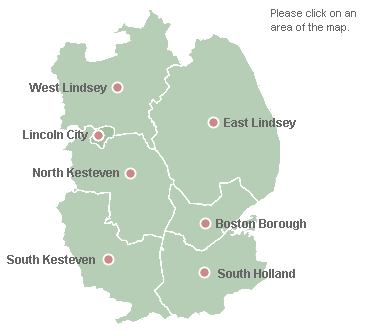 Please click on an
area of the map.
West Lindsey
East Lindsey
Lincoln City
North Kesteven
Boston Borough
South Kesteven
South Holland